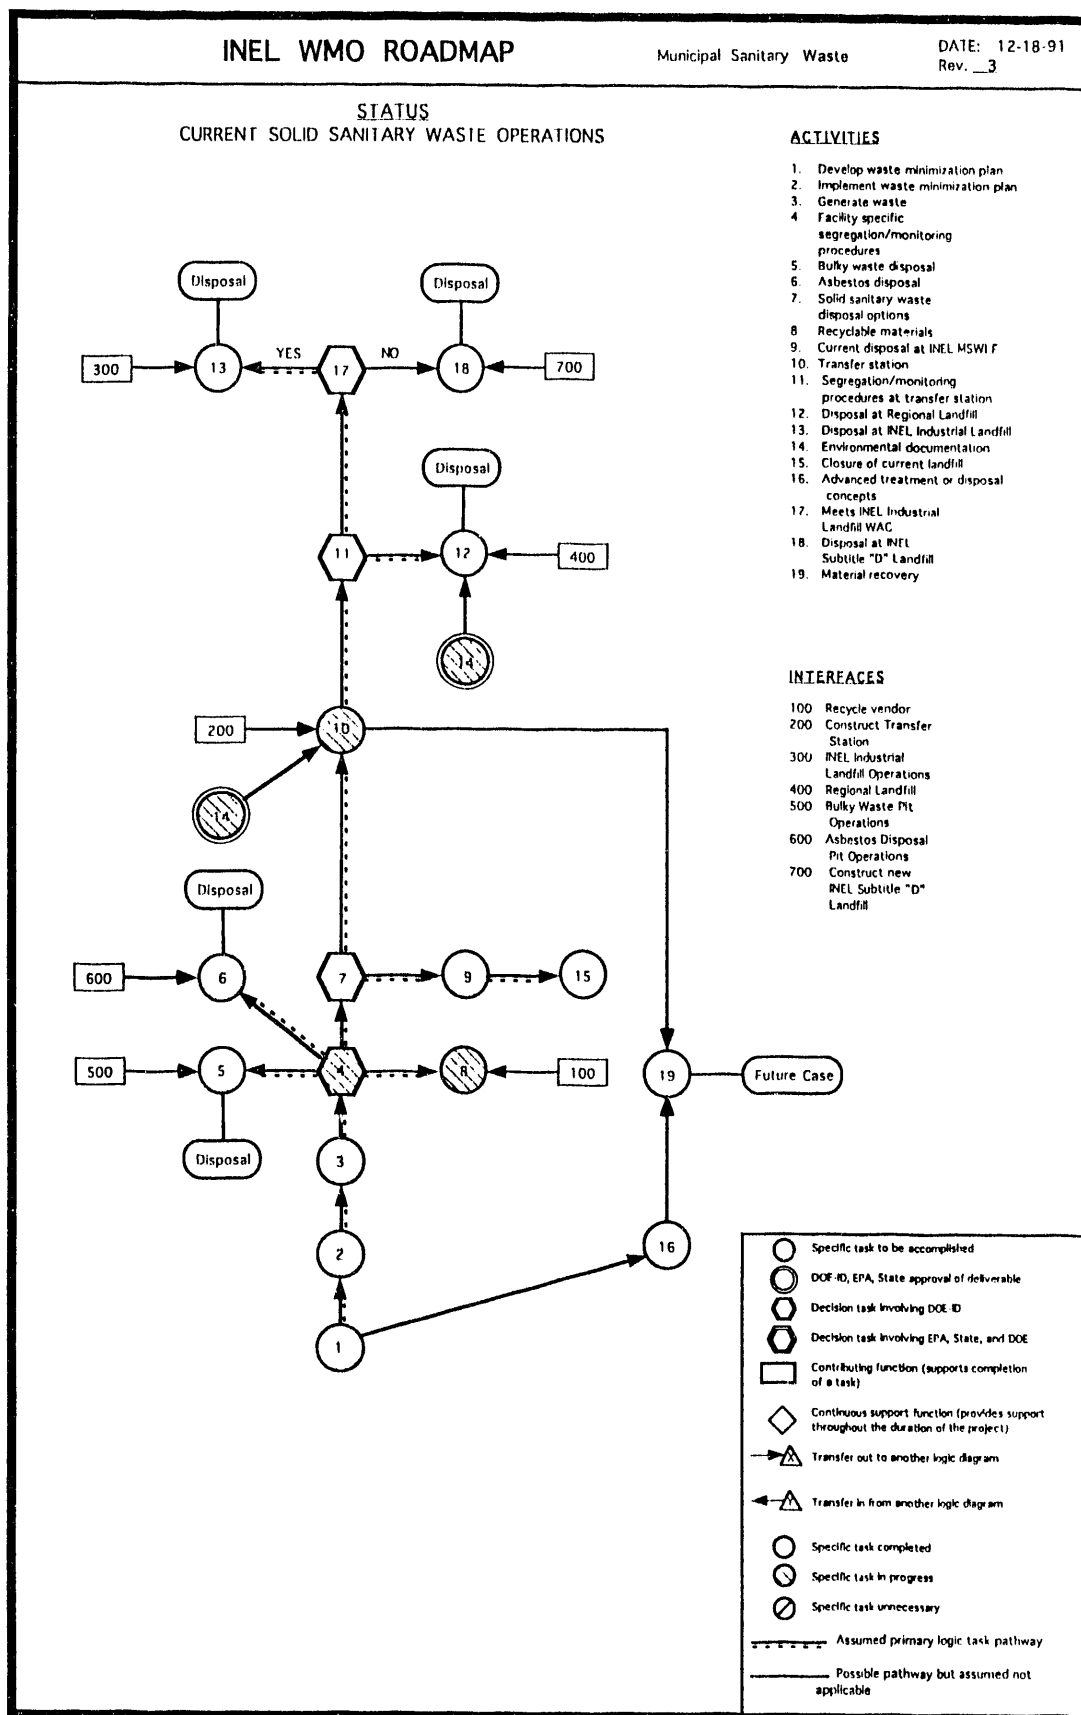 INEL WMO ROADMAP
Municipal Sanitary Waste
DATE: 12-18-91
Rev. 3
STATUS
CURRENT SOLID SANITARY WASTE OPERATIONS
ACTIVITIES
1. Develop waste minimization plan
2. Implement waste minimization plan
3. Generate waste
4 Facility specific
segregation/monitoring
procedures
5. Bulky waste disposal
6. Asbestos disposal
7. Solid sanitary waste
disposal options
8 Recyclable materials
9. Current disposal at INEL MSWLF
10. Transfer station
11. Segregation/monitoring
procedures at transfer station
12. Disposal at Regional Landfill
13. Disposal at INEL Industrial Landfill
14. Environmental documentation
15. Closure of current landfill
16. Advanced treatment or disposal
concepts
17. Meets INEL Industrial
Landfill WAC
18. Disposal at INEL
Subtitle "D" Landfill
19. Material recovery
INTERFACES
100 Recycle vendor
200 Construct Transfer
Station
300 INEL Industrial
Landfill Operations
400 Regional Landfill
500 Bulky Waste Pit
Operations
600 Asbestos Disposal
Pit Operations
700 Construct new
INEL Subtitle "D"
Landfill
Disposal
Disposal
300
13
YES
17
NO
18
700
Disposal
11
12
400
14
200
10
14
Disposal
600
6
7
9
15
500
5
4
8
100
19
Future Case
Disposal
3
2
16
1
Specific task to be accomplished
DOE-ID, EPA, State approval of deliverable
Decision task involving DOE-ID
Decision task involving EPA, State, and DOE
Contributing function (supports completion
of a task)
Continuous support function (provides support
throughout the duration of the project)
X
Transfer out to another logic diagram
Y
Transfer in from another logic diagram
Specific task completed
Specific task in progress
Specific task unnecessary
Assumed primary logic task pathway
Possible pathway but assumed not
applicable